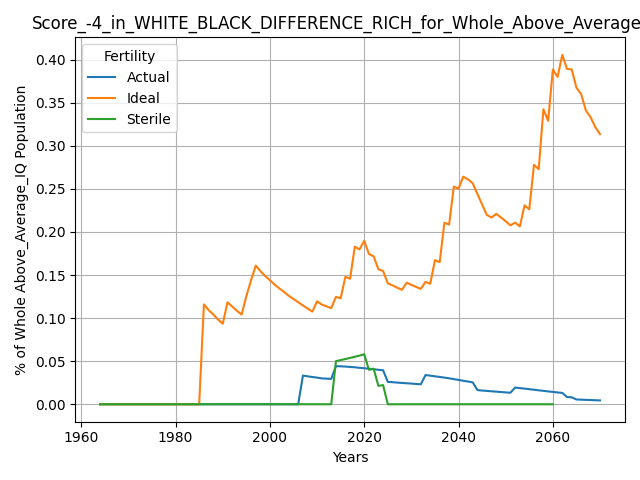 Score_-4_in_WHITE_BLACK_DIFFERENCE_RICH_for_Whole_Above_Average
% of Whole Above_Average_IQ Population
Fertility
Actual
Ideal
Sterile
0.40
0.35
0.30
0.25
0.20
0.15
0.10
0.05
0.00
1960 1980 2000 2020 2040 2060
Years